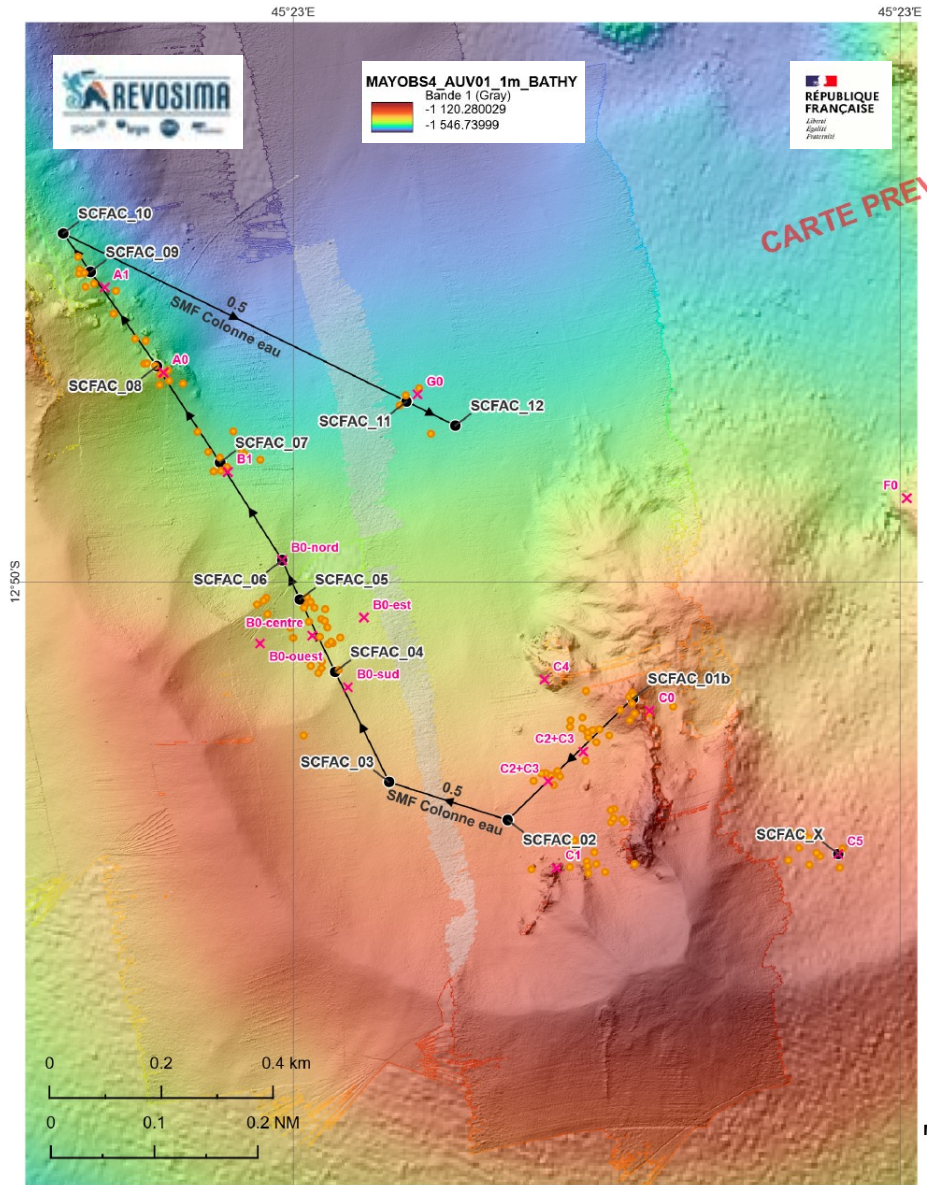 45°23'E
45°23'E
REVOSIMA
MAYOBS4_AUV01_1m_BATHY
Bande 1 (Gray)
-1 120.280029
-1 546.73999
RÉPUBLIQUE
FRANÇAISE
Liberté
Égalité
Fraternité
CARTE PREV
SCFAC_10
SCFAC_09
A1
0.5
SMF Colonne eau
A0
SCFAC_08
G0
SCFAC_11
SCFAC_12
SCFAC_07
B1
F0
B0-nord
12°50'S
SCFAC_06
SCFAC_05
B0-est
B0-centre
B0-ouest
SCFAC_04
B0-sud
C4
SCFAC_01b
C0
C2+C3
SCFAC_03
C2+C3
0.5
SMF Colonne eau
SCFAC_02
SCFAC_X
C5
C1
0 0.2 0.4 km
0 0.1 0.2 NM